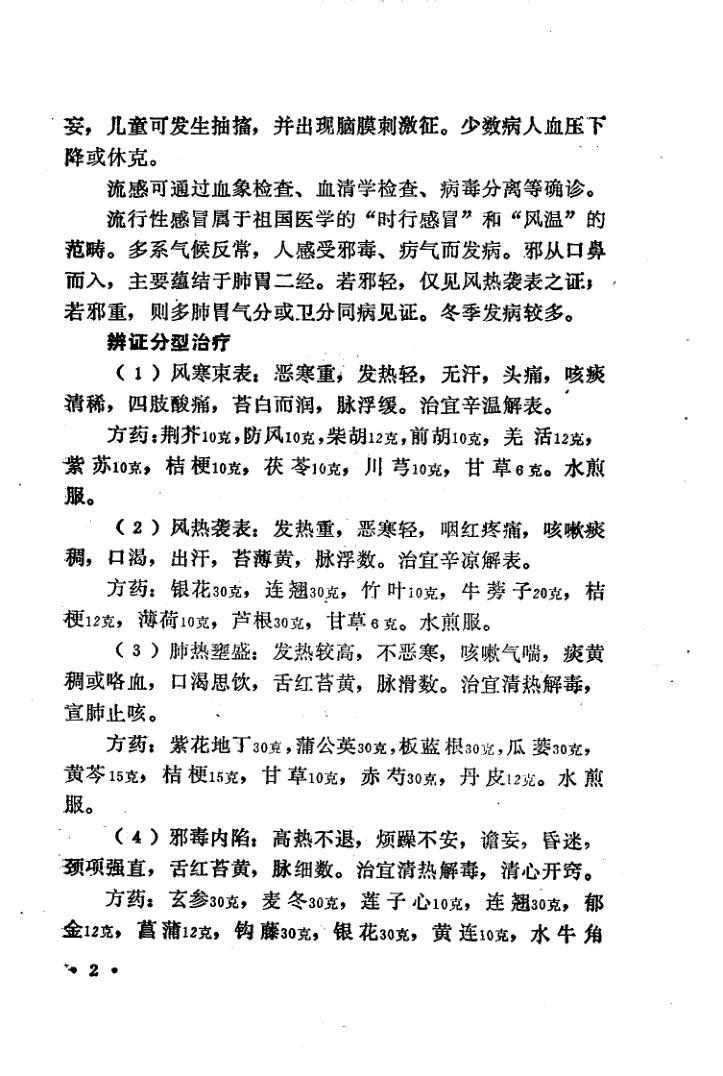 妄，儿童可发生抽搐，并出现脑膜刺激征。少数病人血压下
降或休克。
流感可通过血象检查、血清学检查、病毒分离等确诊。
流行性感冒属于祖国医学的“时行感冒”和“风温”的
范畴。多系气候反常，人感受邪毒、疠气而发病。邪从口鼻
而入，主要蕴结于肺胃二经。若邪轻，仅见风热袭表之证；
若邪重，则多肺胃气分或卫分同病见证。冬季发病较多。
辨证分型治疗
（1）风寒束表：恶寒重，发热轻，无汗，头痛，咳痰
清稀，四肢酸痛，苔白而润，脉浮缓。治宜辛温解表。
方药：荆芥10克，防风10克，柴胡12克，前胡10克，羌活12克，
紫苏10克，桔梗10克，茯苓10克，川芎10克，甘草6克。水煎
服。
（2）风热袭表：发热重，恶寒轻，咽红疼痛，咳嗽痰
稠，口渴，出汗，苔薄黄，脉浮数。治宜辛凉解表。
方药：银花30克，连翘30克，竹叶10克，牛蒡子20克，桔
梗12克，薄荷10克，芦根30克，甘草6克。水煎服。
（3）肺热壅盛：发热较高，不恶寒，咳嗽气喘，痰黄
稠或咯血，口渴思饮，舌红苔黄，脉滑数。治宜清热解毒，
宣肺止咳。
方药：紫花地丁30克，蒲公英30克，板蓝根30克，瓜蒌30克，
黄芩15克，桔梗15克，甘草10克，赤芍30克，丹皮12克。水煎
服。
（4）邪毒内陷：高热不退，烦躁不安，谵妄，昏迷，
颈项强直，舌红苔黄，脉细数。治宜清热解毒，清心开窍。
方药：玄参30克，麦冬30克，莲子心10克，连翘30克，郁
金12克，菖蒲12克，钩藤30克，银花30克，黄连10克，水牛角
• 2 •